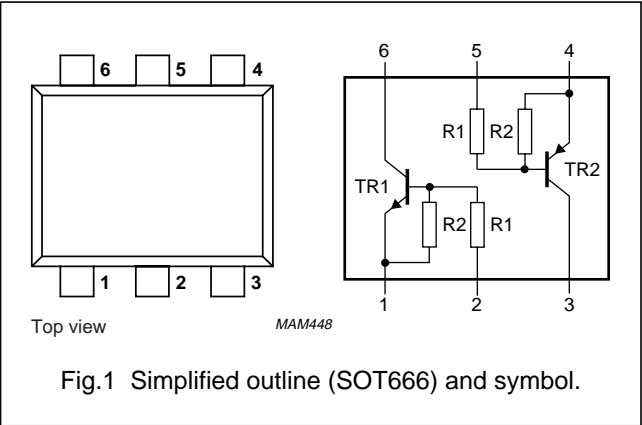 6 5 4
6 5 4
R1 R2
TR1 TR2
R2 R1
1 2 3
1 2 3
Top view MAM448
Fig.1 Simplified outline (SOT666) and symbol.